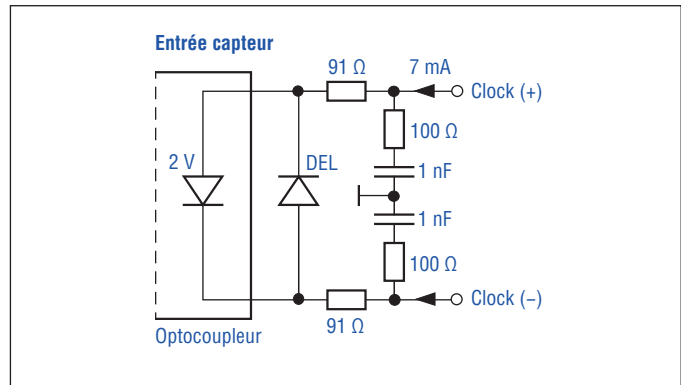 Entrée capteur
91 Ω
7 mA
Clock (+)
100 Ω
2 V
DEL
1 nF
1 nF
100 Ω
Clock (−)
91 Ω
Optocoupleur